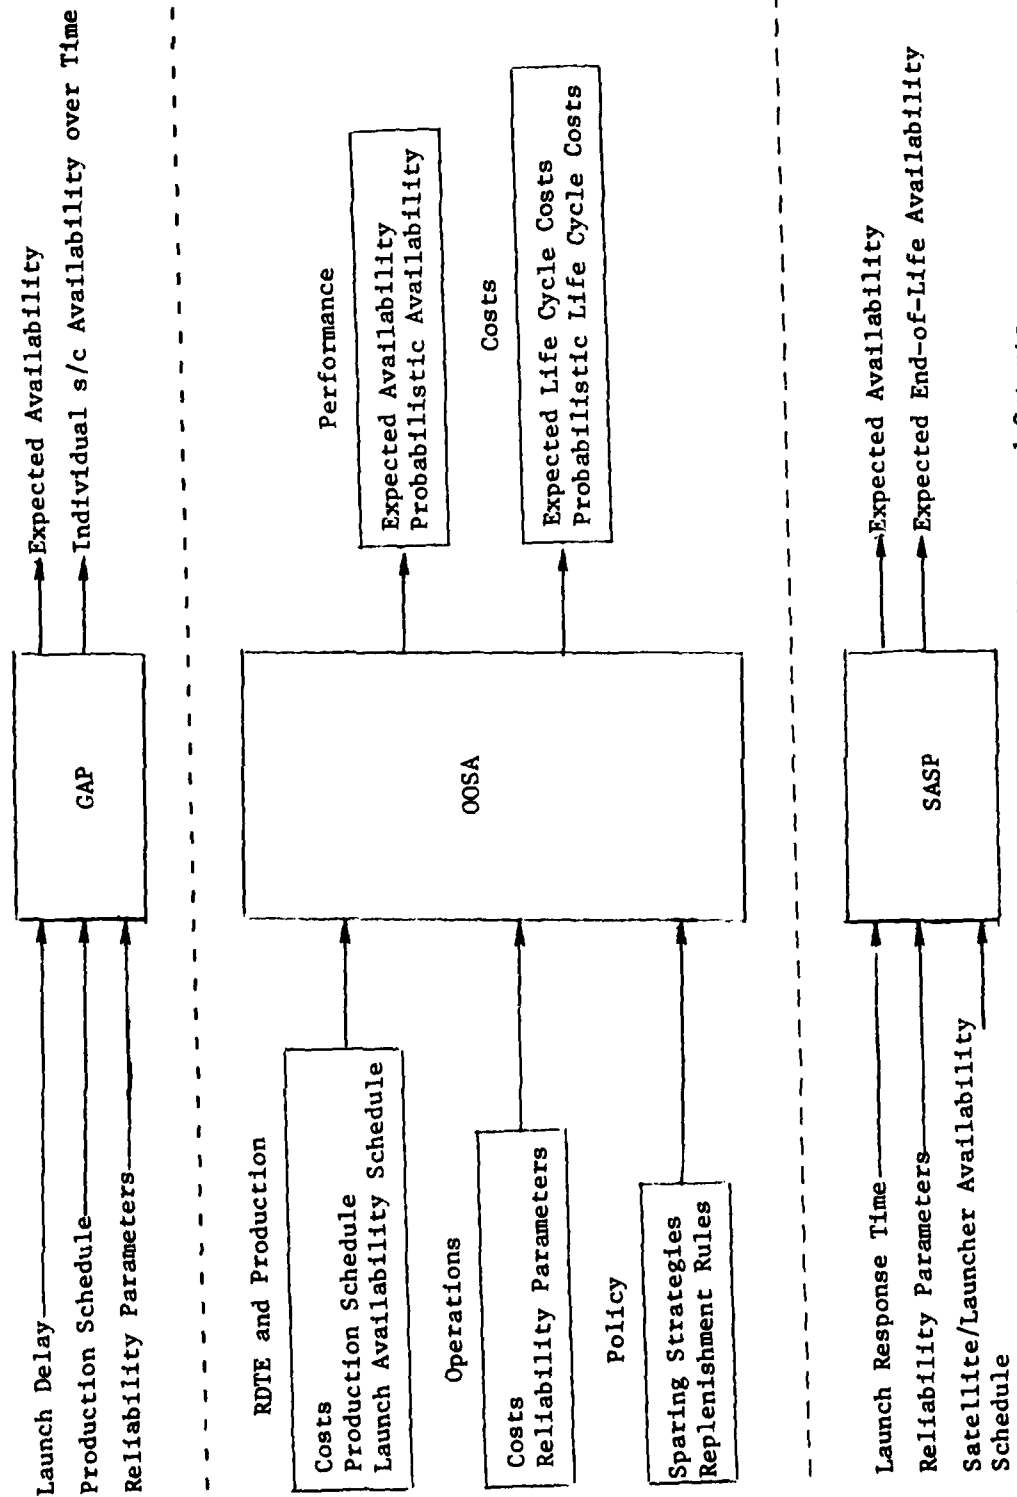 Launch Delay
Production Schedule
Reliability Parameters
GAP
Expected Availability
Individual s/c Availability over Time
RDTE and Production
Costs
Production Schedule
Launch Availability Schedule
Operations
Costs
Reliability Parameters
Policy
Sparing Strategies
Replenishment Rules
OOSA
Performance
Expected Availability
Probabilistic Availability
Costs
Expected Life Cycle Costs
Probabilistic Life Cycle Costs
Launch Response Time
Reliability Parameters
Satellite/Launcher Availability
Schedule
SASP
Expected Availability
Expected End-of-Life Availability